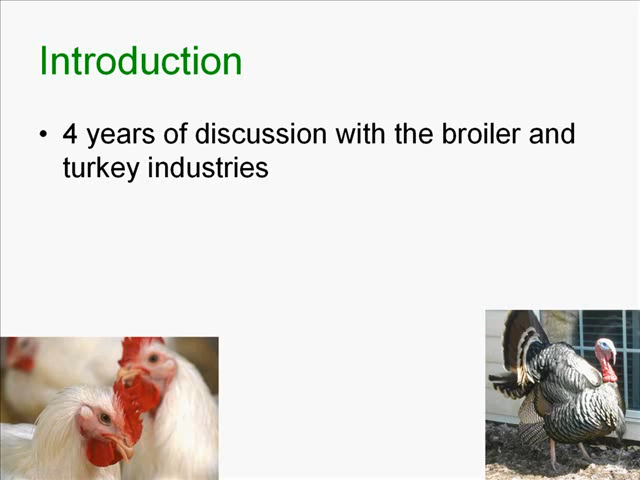 Introduction
• 4 years of discussion with the broiler and
turkey industries